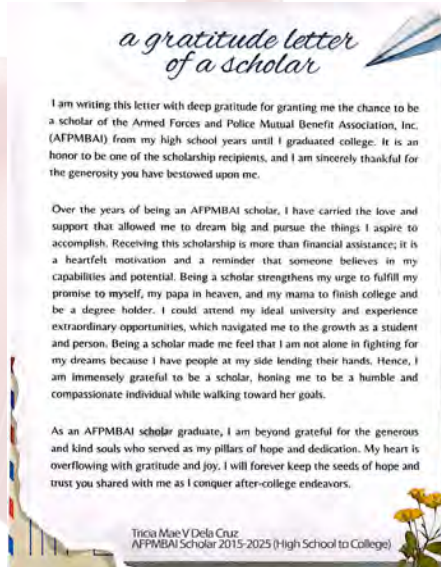 a gratitude letter
of a scholar
I am writing this letter with deep gratitude for granting me the chance to be
a scholar of the Armed Forces and Police Mutual Benefit Association, Inc.
(AFPMBAI) from my high school years until I graduated college. It is an
honor to be one of the scholarship recipients, and I am sincerely thankful for
the generosity you have bestowed upon me.
Over the years of being an AFPMBAI scholar, I have carried the love and
support that allowed me to dream big and pursue the things I aspire to
accomplish. Receiving this scholarship is more than financial assistance; it is
a heartfelt motivation and a reminder that someone believes in my
capabilities and potential. Being a scholar strengthens my urge to fulfill my
promise to myself, my papa in heaven, and my mama to finish college and
be a degree holder. I could attend my ideal university and experience
extraordinary opportunities, which navigated me to the growth as a student
and person. Being a scholar made me feel that I am not alone in fighting for
my dreams because I have people at my side lending their hands. Hence, I
am immensely grateful to be a scholar, honing me to be a humble and
compassionate individual while walking toward her goals.
As an AFPMBAI scholar graduate, I am beyond grateful for the generous
and kind souls who served as my pillars of hope and dedication. My heart is
overflowing with gratitude and joy. I will forever keep the seeds of hope and
trust you shared with me as I conquer after-college endeavors.
Tricia Mae V Dela Cruz
AFPMBAI Scholar 2015-2025 (High School to College)